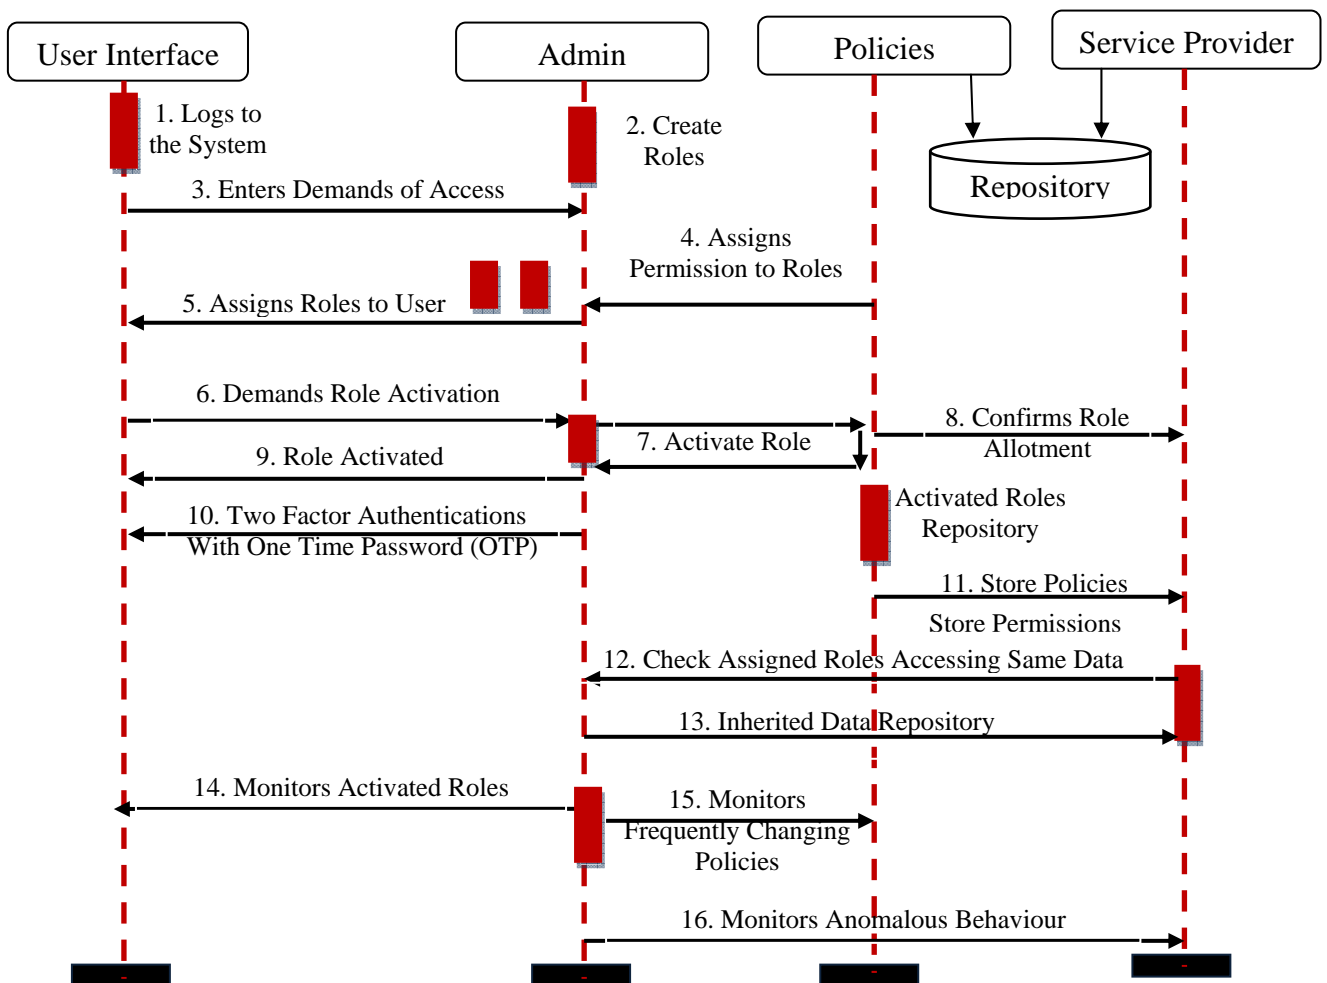 User Interface
Admin
Policies
Service Provider
1. Logs to
the System
2. Create
Roles
Repository
3. Enters Demands of Access
4. Assigns
Permission to Roles
5. Assigns Roles to User
6. Demands Role Activation
7. Activate Role
8. Confirms Role
Allotment
9. Role Activated
Activated Roles
Repository
10. Two Factor Authentications
With One Time Password (OTP)
11. Store Policies
Store Permissions
12. Check Assigned Roles Accessing Same Data
13. Inherited Data Repository
14. Monitors Activated Roles
15. Monitors
Frequently Changing
Policies
16. Monitors Anomalous Behaviour